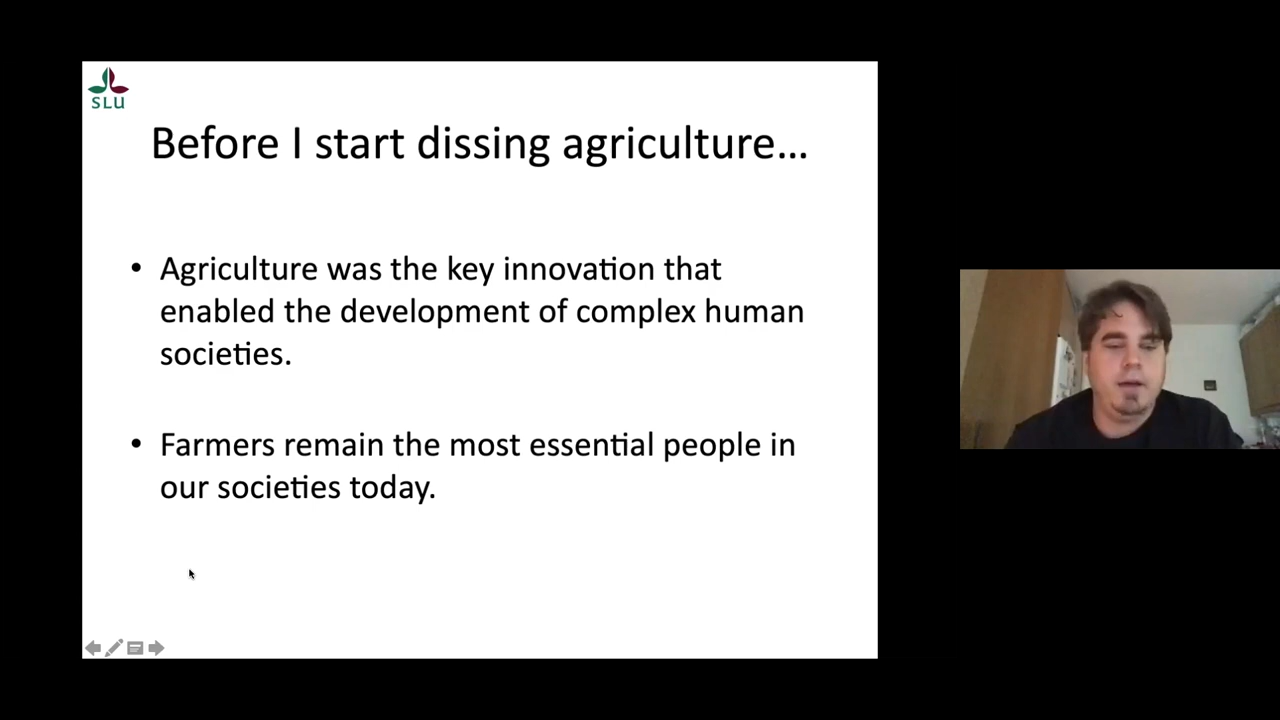 SLU
Before I start dissing agriculture...
• Agriculture was the key innovation that
enabled the development of complex human
societies.
• Farmers remain the most essential people in
our societies today.